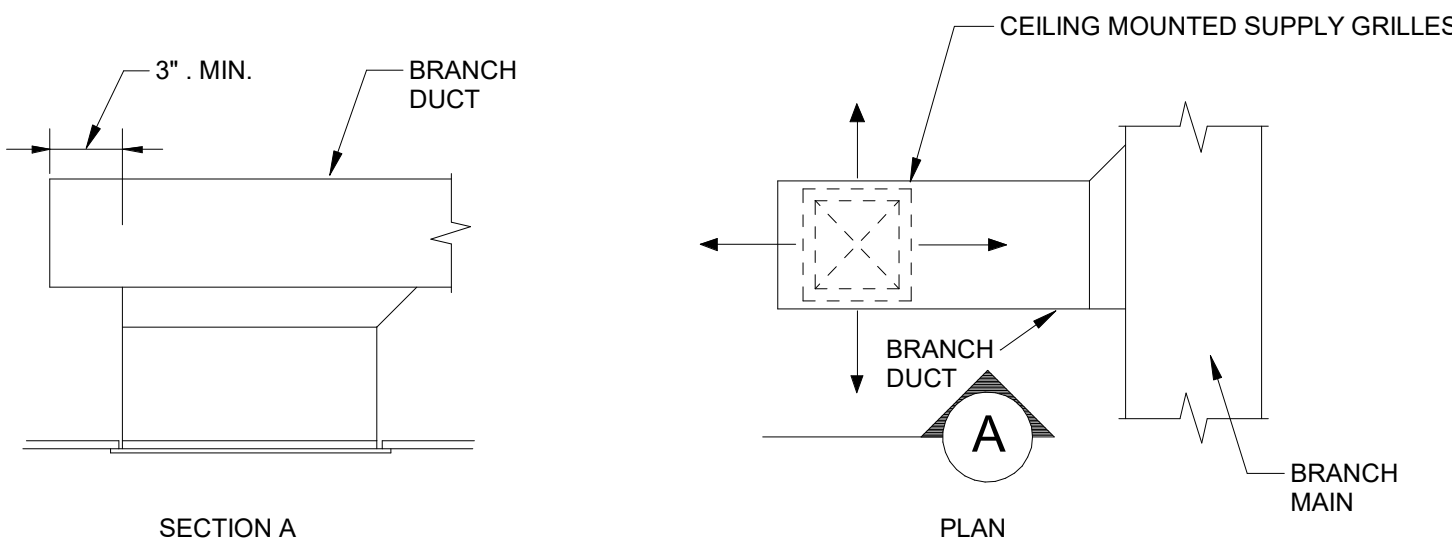 3" . MIN.
BRANCH
DUCT
SECTION A
CEILING MOUNTED SUPPLY GRILLES
BRANCH
DUCT
A
BRANCH
MAIN
PLAN